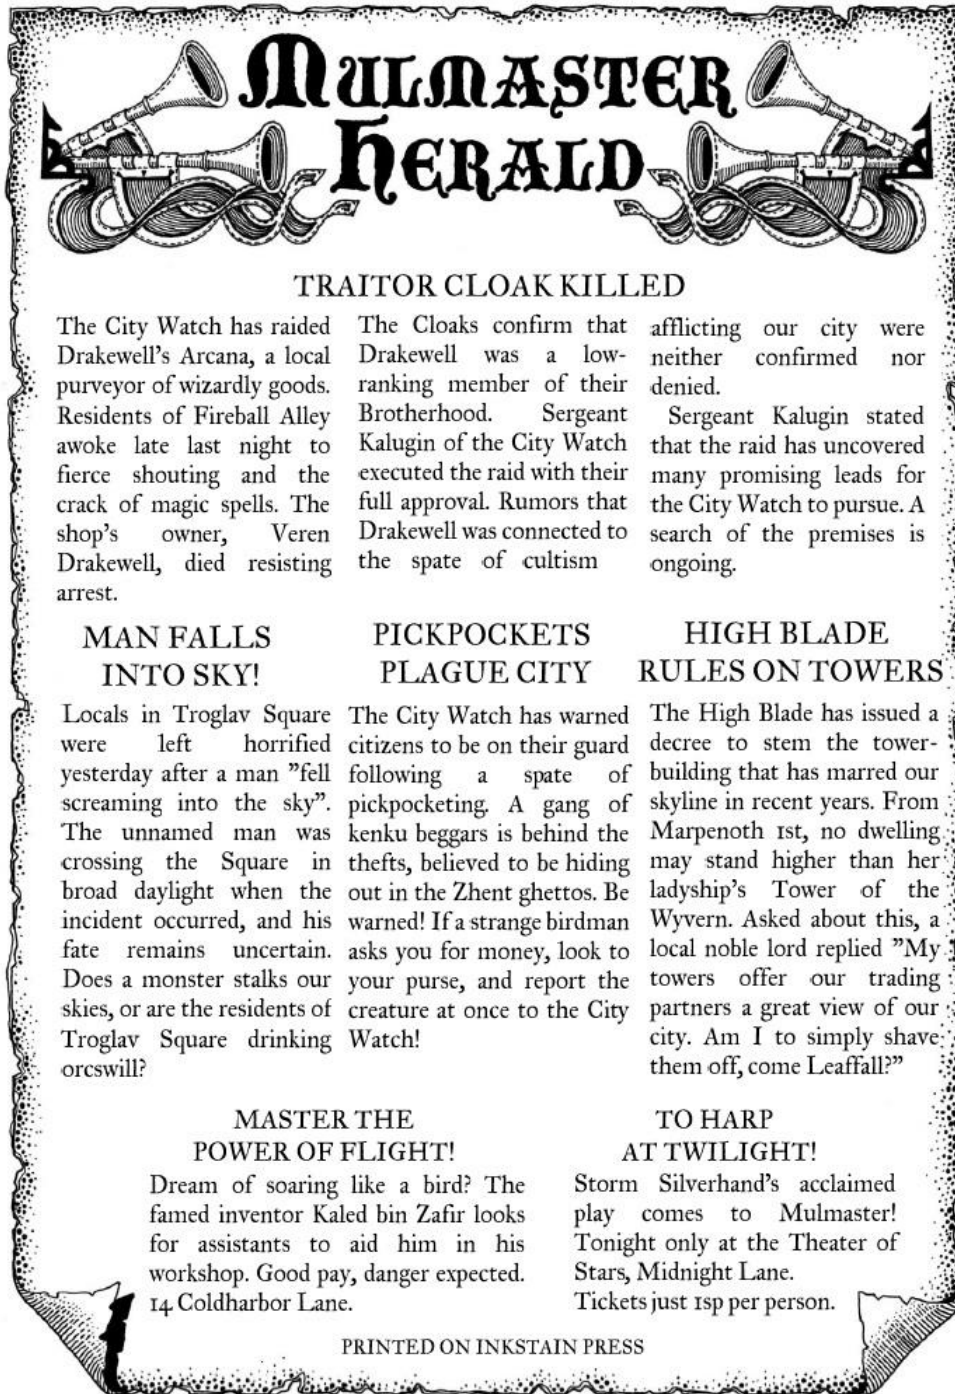 MULMASTER
HERALD
TRAITOR CLOAK KILLED
The City Watch has raided
Drakewell's Arcana, a local
purveyor of wizardly goods.
Residents of Fireball Alley
awoke late last night to
fierce shouting and the
crack of magic spells. The
shop's owner, Veren
Drakewell, died resisting
arrest.
The Cloaks confirm that
Drakewell was a low-
ranking member of their
Brotherhood. Sergeant
Kalugin of the City Watch
executed the raid with their
full approval. Rumors that
Drakewell was connected to
the spate of cultism
afflicting our city were
neither confirmed nor
denied.
Sergeant Kalugin stated
that the raid has uncovered
many promising leads for
the City Watch to pursue. A
search of the premises is
ongoing.
MAN FALLS
INTO SKY!
Locals in Troglav Square
were left horrified
yesterday after a man "fell
screaming into the sky".
The unnamed man was
crossing the Square in
broad daylight when the
incident occurred, and his
fate remains uncertain.
Does a monster stalks our
skies, or are the residents of
Troglav Square drinking
orcswill?
PICKPOCKETS
PLAGUE CITY
The City Watch has warned
citizens to be on their guard
following a spate of
pickpocketing. A gang of
kenku beggars is behind the
thefts, believed to be hiding
out in the Zhent ghettos. Be
warned! If a strange birdman
asks you for money, look to
your purse, and report the
creature at once to the City
Watch!
HIGH BLADE
RULES ON TOWERS
The High Blade has issued a
decree to stem the tower-
building that has marred our
skyline in recent years. From
Marpenoth 1st, no dwelling
may stand higher than her
ladyship's Tower of the
Wyvern. Asked about this, a
local noble lord replied "My
towers offer our trading
partners a great view of our
city. Am I to simply shave
them off, come Leaffall?"
MASTER THE
POWER OF FLIGHT!
Dream of soaring like a bird? The
famed inventor Kaled bin Zafir looks
for assistants to aid him in his
workshop. Good pay, danger expected.
14 Coldharbor Lane.
TO HARP
AT TWILIGHT!
Storm Silverhand's acclaimed
play comes to Mulmaster!
Tonight only at the Theater of
Stars, Midnight Lane.
Tickets just 1sp per person.
PRINTED ON INKSTAIN PRESS